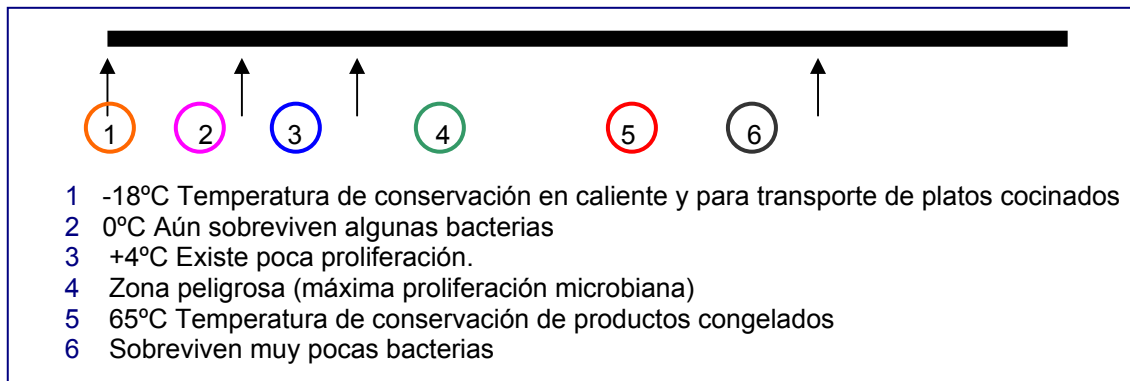 1 2 3 4 5 6
1 -18ºC Temperatura de conservación en caliente y para transporte de platos cocinados
2 0ºC Aún sobreviven algunas bacterias
3 +4ºC Existe poca proliferación.
4 Zona peligrosa (máxima proliferación microbiana)
5 65ºC Temperatura de conservación de productos congelados
6 Sobreviven muy pocas bacterias